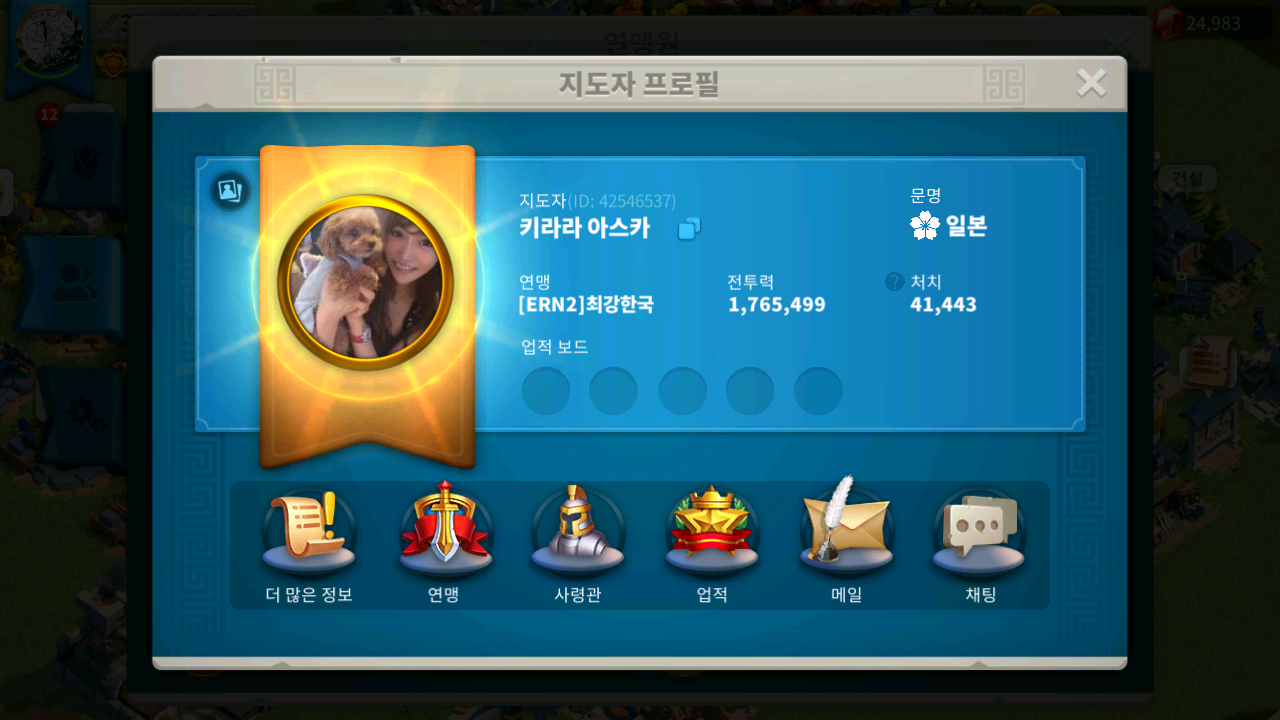 연맹원
24,983
지도자 프로필
12
건설
지도자(ID: 42546537)
키라라 아스카
문명
일본
연맹
[ERN2]최강한국
전투력
1,765,499
?
처치
41,443
업적 보드
더 많은 정보
연맹
사령관
업적
메일
채팅